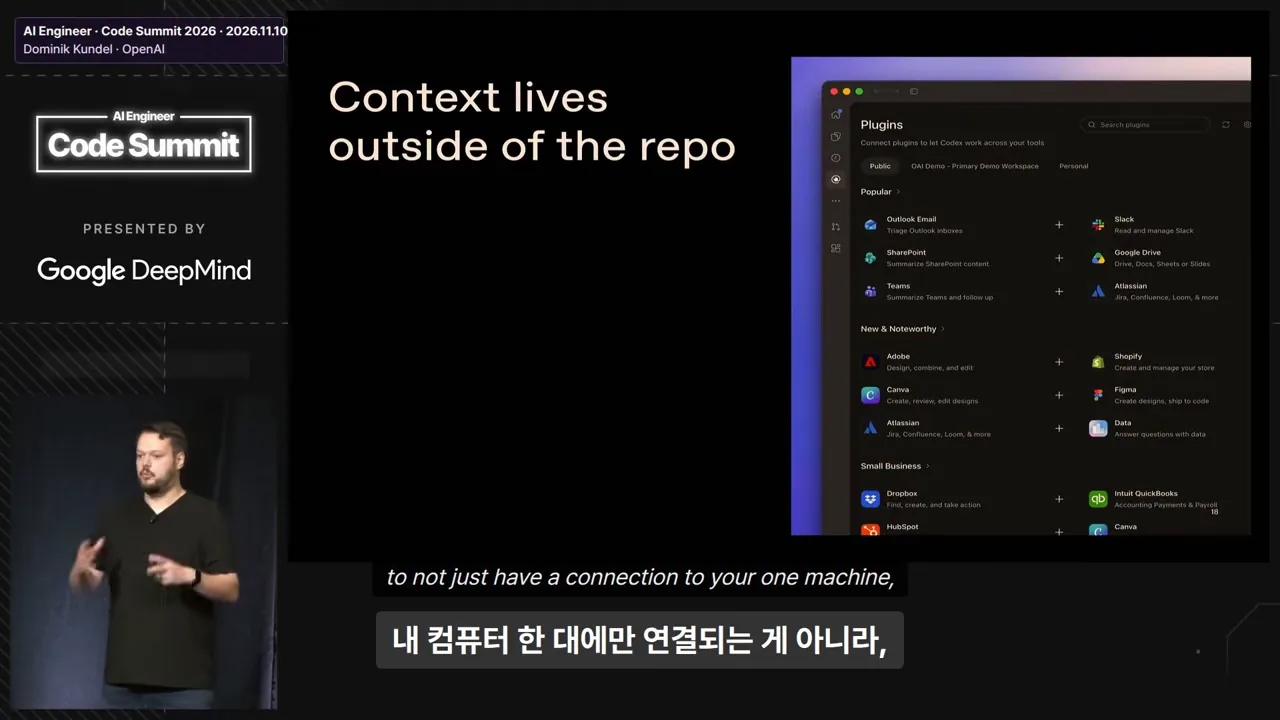 AI Engineer · Code Summit 2026 · 2026.11.10
Dominik Kundel · OpenAI
AI Engineer
Code Summit
PRESENTED BY
Google DeepMind
Context lives
outside of the repo
Plugins
Search plugins
Connect plugins to let Codex work across your tools
Public
OAI Demo - Primary Demo Workspace
Personal
Popular
Outlook Email
Triage Outlook inboxes
Slack
Read and manage Slack
SharePoint
Summarize SharePoint content
Google Drive
Drive, Docs, Sheets or Slides
Teams
Summarize Teams and follow up
Atlassian
Jira, Confluence, Loom, & more
New & Noteworthy
Adobe
Design, combine, and edit
Shopify
Create and manage your store
Canva
Create, review, edit designs
Figma
Create designs, ship to code
Atlassian
Jira, Confluence, Loom, & more
Data
Answer questions with data
Small Business
Dropbox
Find, create, and take action
Intuit QuickBooks
Accounting Payments & Payroll
18
HubSpot
Canva
to not just have a connection to your one machine,
내 컴퓨터 한 대에만 연결되는 게 아니라,